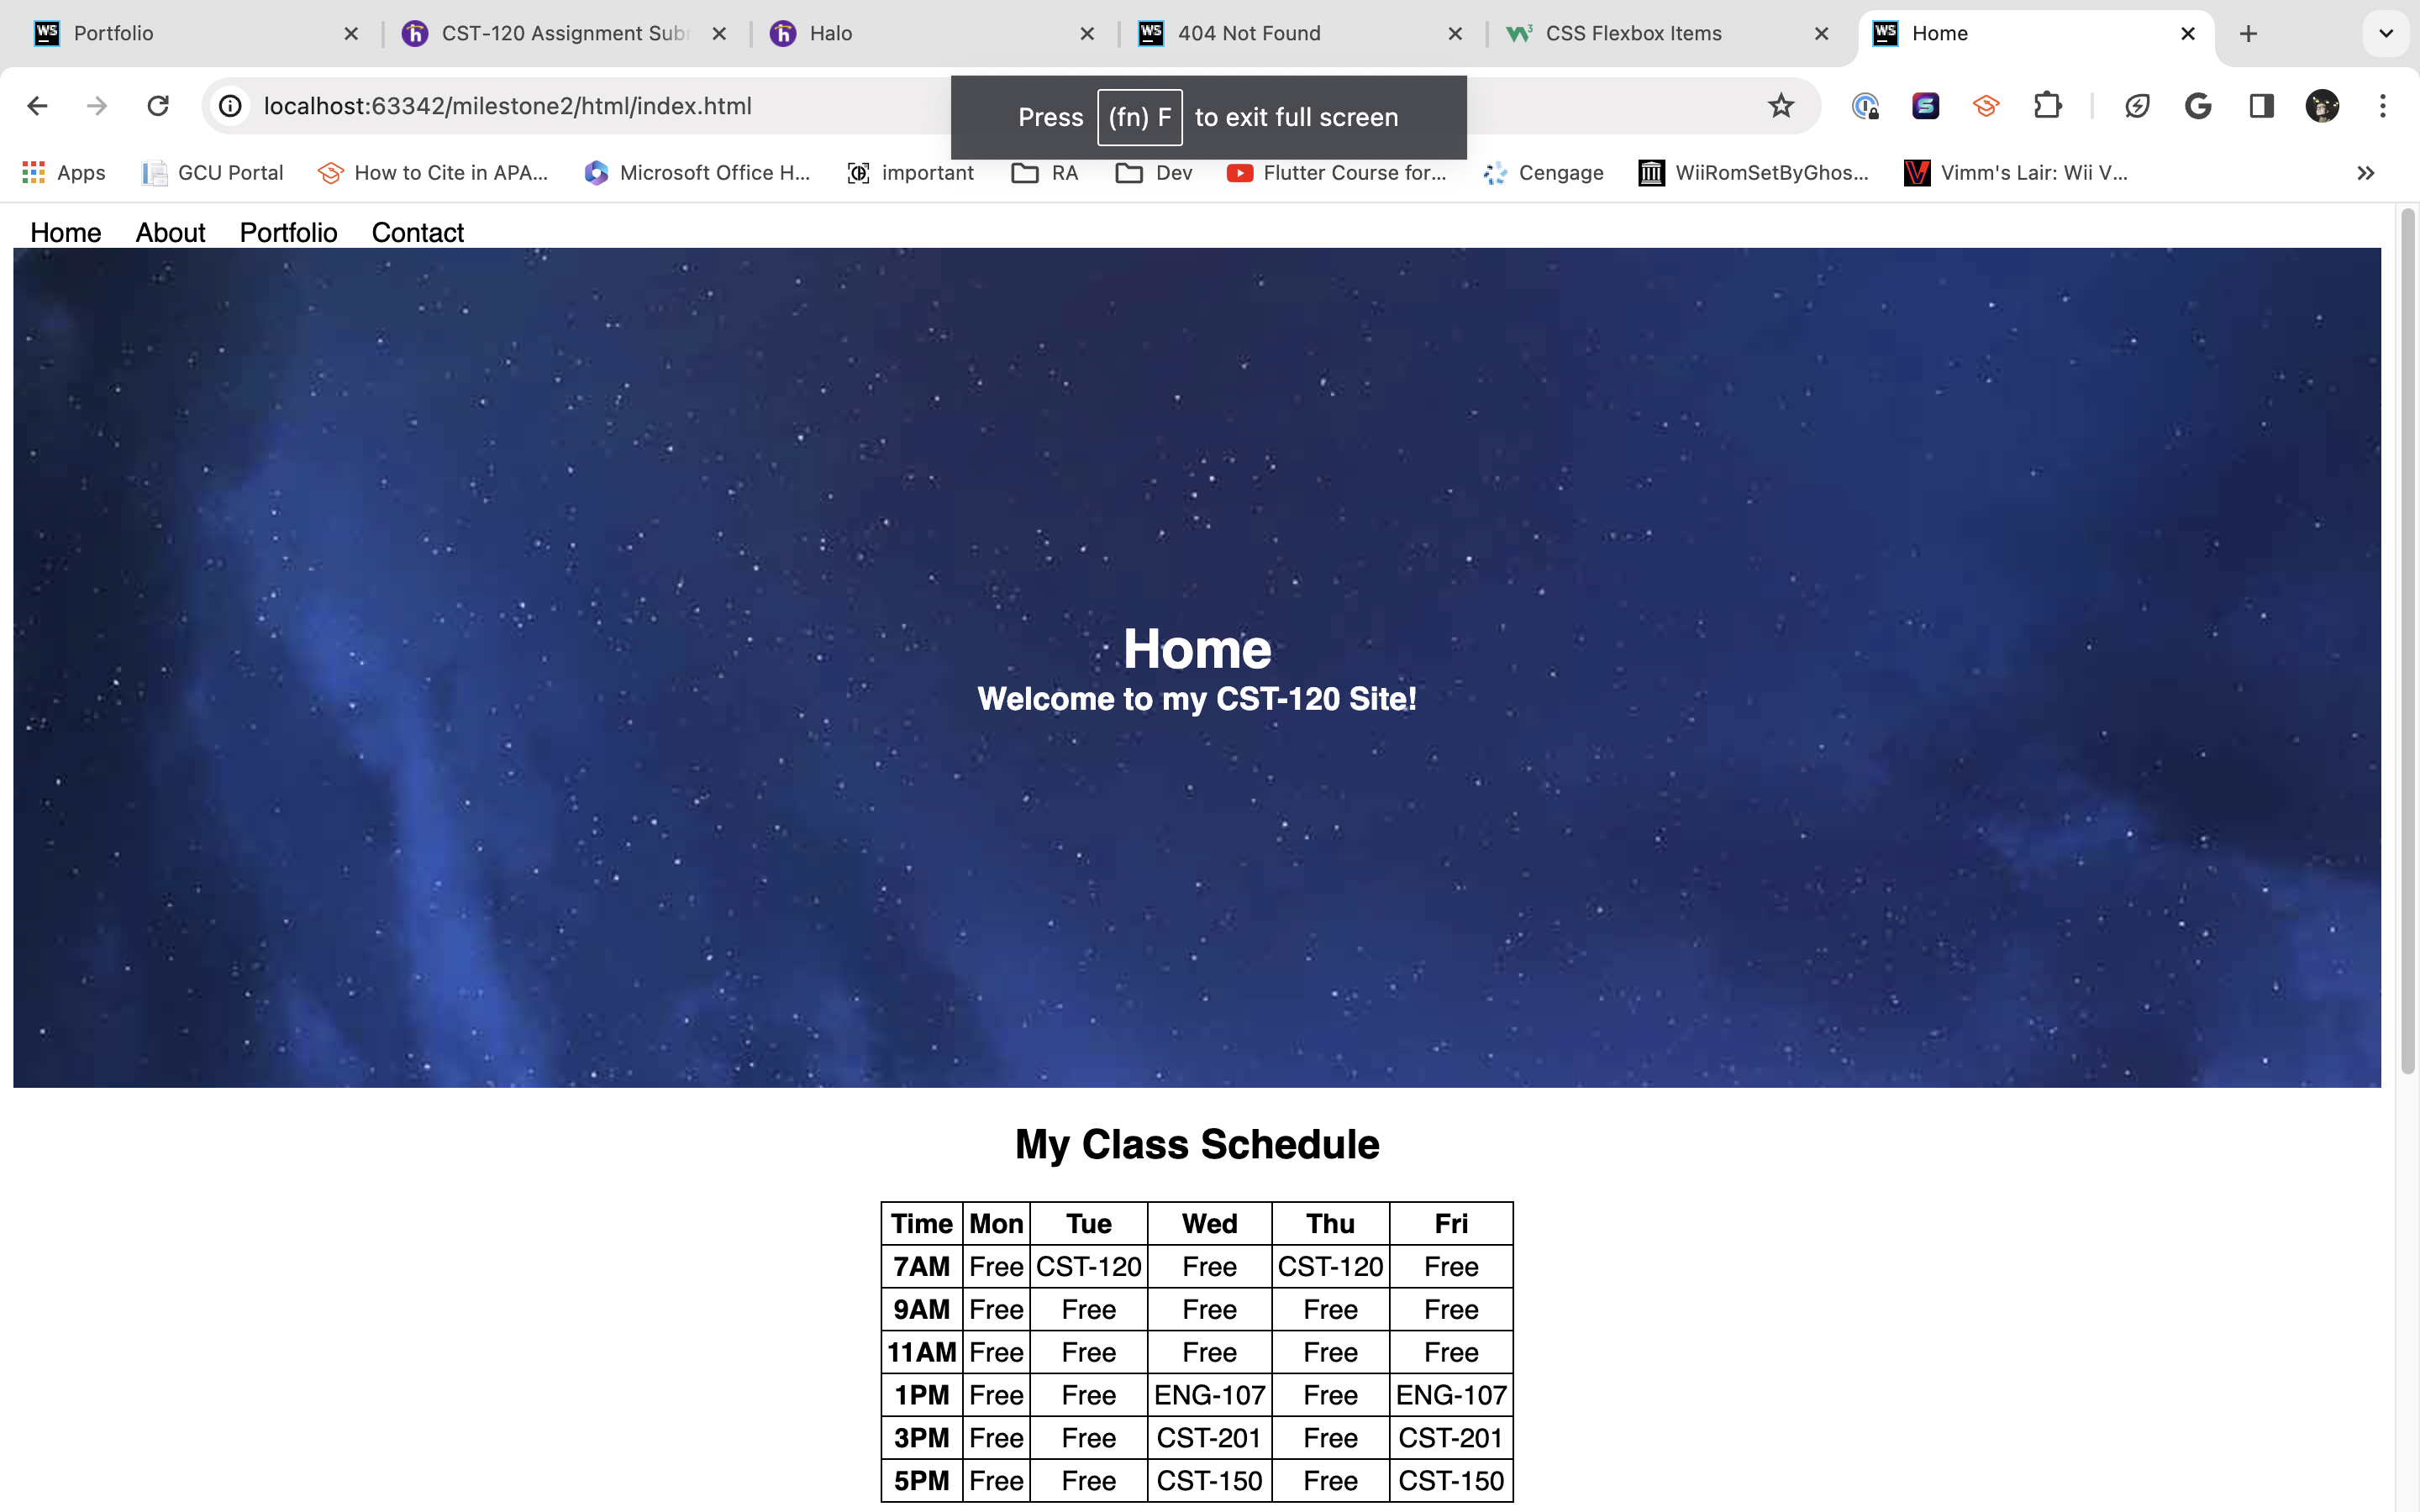 Portfolio CST-120 Assignment Sub Halo 404 Not Found CSS Flexbox Items Home
localhost:63342/milestone2/html/index.html
Press (fn) F to exit full screen
Apps GCU Portal How to Cite in APA... Microsoft Office H... important RA Dev Flutter Course for... Cengage WiiRomSetByGhos... Vimm's Lair: Wii V...
Home About Portfolio Contact
Home
Welcome to my CST-120 Site!
My Class Schedule
Time Mon Tue Wed Thu Fri
7AM Free CST-120 Free CST-120 Free
9AM Free Free Free Free Free
11AM Free Free Free Free Free
1PM Free Free ENG-107 Free ENG-107
3PM Free Free CST-201 Free CST-201
5PM Free Free CST-150 Free CST-150